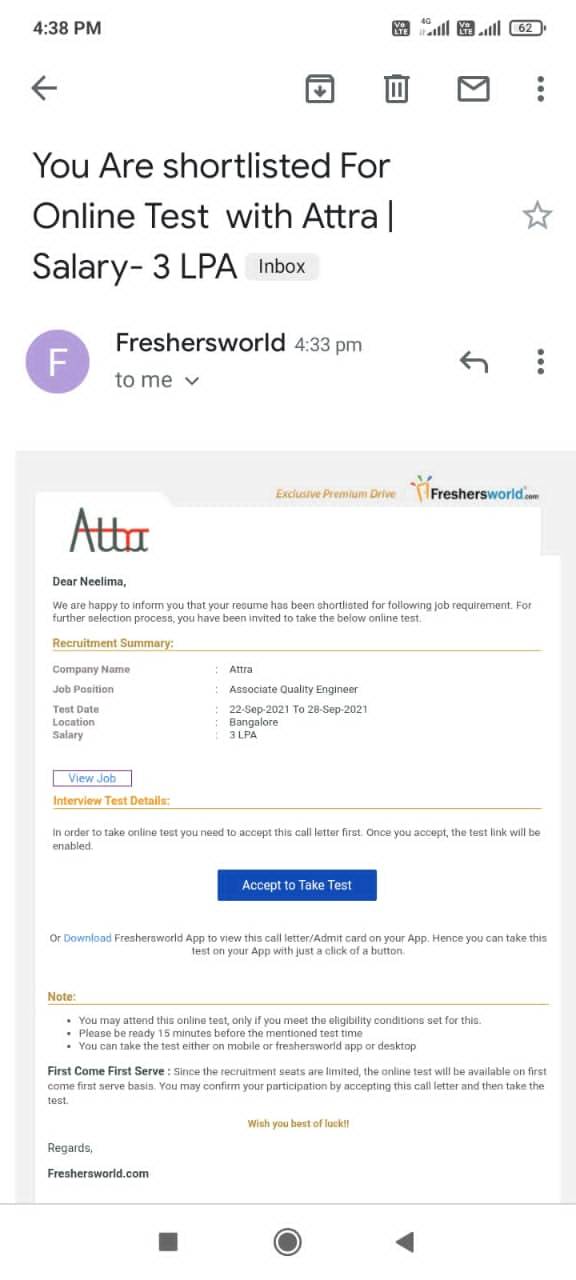 4:38 PM
Vo LTE 4G Vo LTE 62
You Are shortlisted For
Online Test with Attra |
Salary- 3 LPA Inbox
F
Freshersworld 4:33 pm
to me
Exclusive Premium Drive Freshersworld.com
Attra
Dear Neelima,
We are happy to inform you that your resume has been shortlisted for following job requirement. For
further selection process, you have been invited to take the below online test.
Recruitment Summary:
Company Name : Attra
Job Position : Associate Quality Engineer
Test Date : 22-Sep-2021 To 28-Sep-2021
Location : Bangalore
Salary : 3 LPA
View Job
Interview Test Details:
In order to take online test you need to accept this call letter first. Once you accept, the test link will be
enabled.
Accept to Take Test
Or Download Freshersworld App to view this call letter/Admit card on your App. Hence you can take this
test on your App with just a click of a button.
Note:
• You may attend this online test, only if you meet the eligibility conditions set for this.
• Please be ready 15 minutes before the mentioned test time
• You can take the test either on mobile or freshersworld app or desktop
First Come First Serve : Since the recruitment seats are limited, the online test will be available on first
come first serve basis. You may confirm your participation by accepting this call letter and then take the
test.
Wish you best of luck!!
Regards,
Freshersworld.com